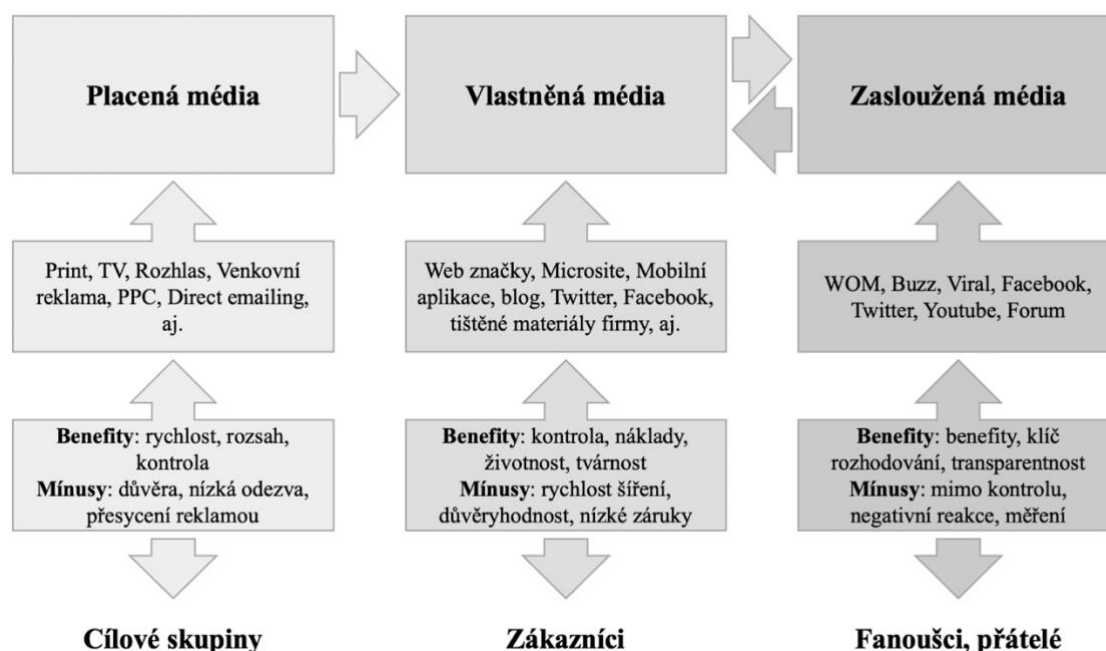 Placená média
Vlastněná média
Zasloužená média
Print, TV, Rozhlas, Venkovní
reklama, PPC, Direct emailing,
aj.
Web značky, Microsite, Mobilní
aplikace, blog, Twitter, Facebook,
tištěné materiály firmy, aj.
WOM, Buzz, Viral, Facebook,
Twitter, Youtube, Forum
Benefity: rychlost, rozsah,
kontrola
Mínusy: důvěra, nízká odezva,
přesycení reklamou
Benefity: kontrola, náklady,
životnost, tvárnost
Mínusy: rychlost šíření,
důvěryhodnost, nízké záruky
Benefity: benefity, klíč
rozhodování, transparentnost
Mínusy: mimo kontrolu,
negativní reakce, měření
Cílové skupiny
Zákazníci
Fanoušci, přátelé